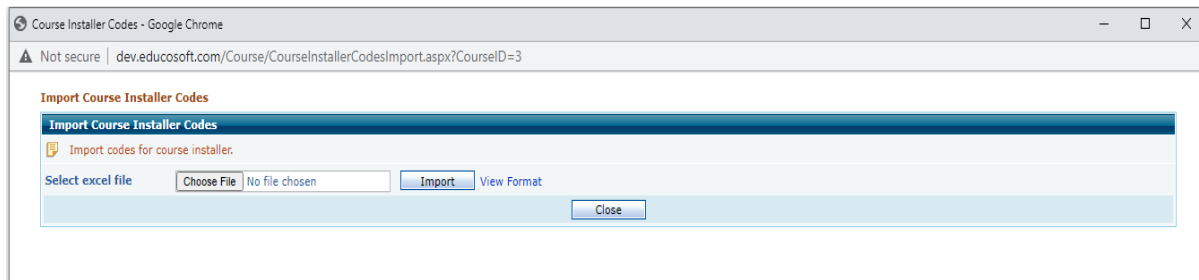 Course Installer Codes - Google Chrome
Not secure | dev.educosoft.com/Course/CourseInstallerCodesImport.aspx?CourseID=3
Import Course Installer Codes
Import Course Installer Codes
Import codes for course installer.
Select excel file Choose File No file chosen Import View Format
Close